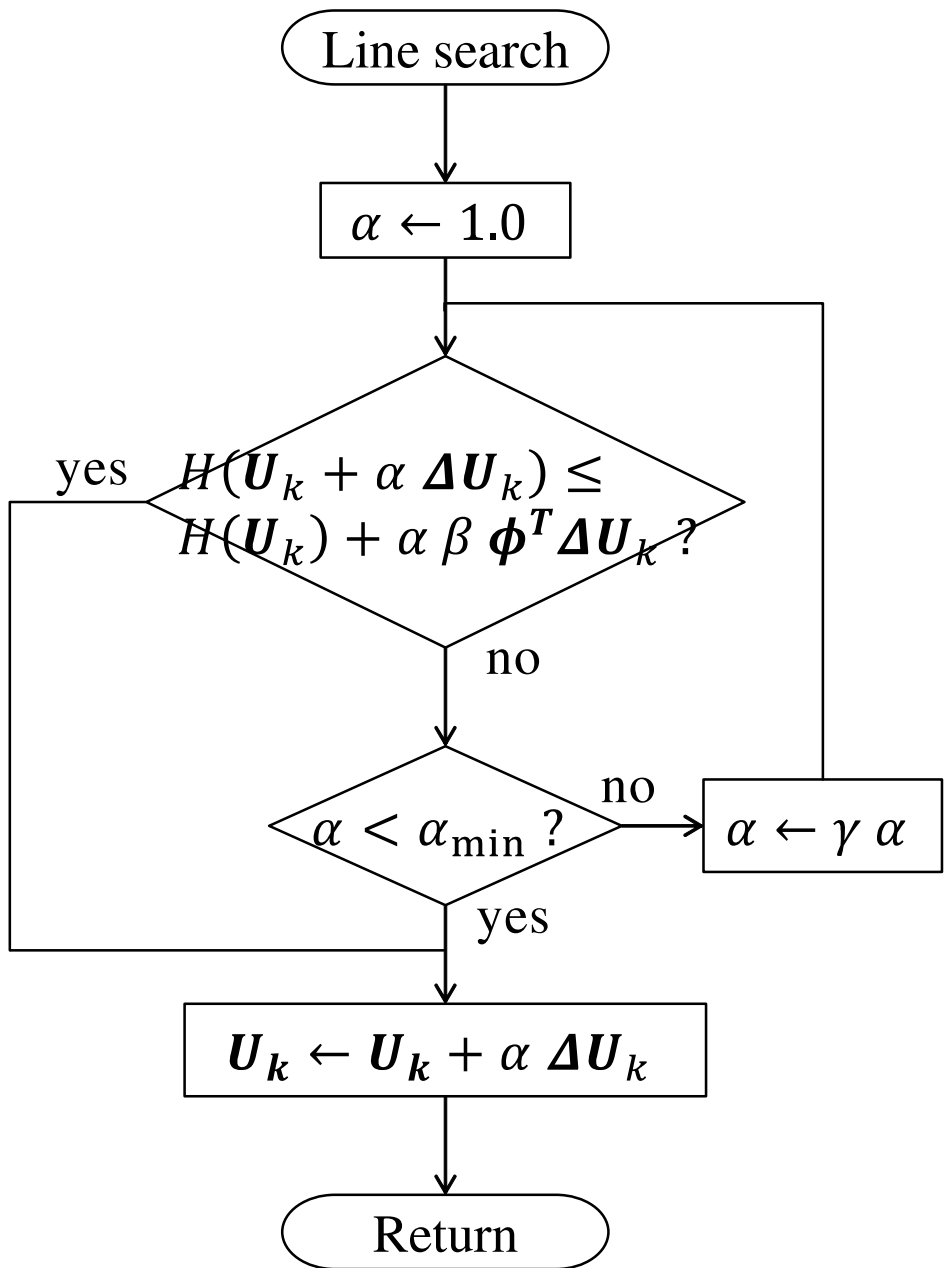 Line search
α ← 1.0
yes
H(U_k + α ΔU_k) ≤
H(U_k) + α β ϕ^T ΔU_k ?
no
α < α_min ?
no
α ← γ α
yes
U_k ← U_k + α ΔU_k
Return